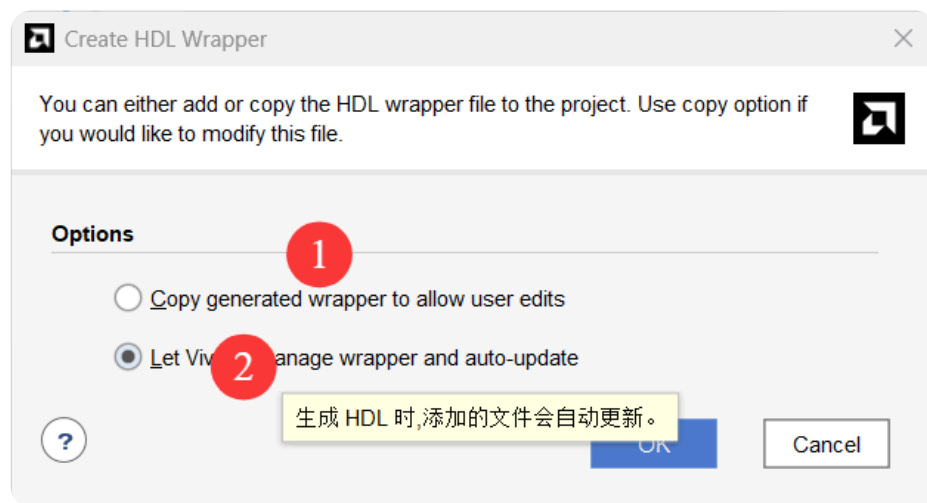 Create HDL Wrapper
You can either add or copy the HDL wrapper file to the project. Use copy option if
you would like to modify this file.
Options
1
Copy generated wrapper to allow user edits
Let Viv 2 anage wrapper and auto-update
生成 HDL 时,添加的文件会自动更新。
?
OK
Cancel